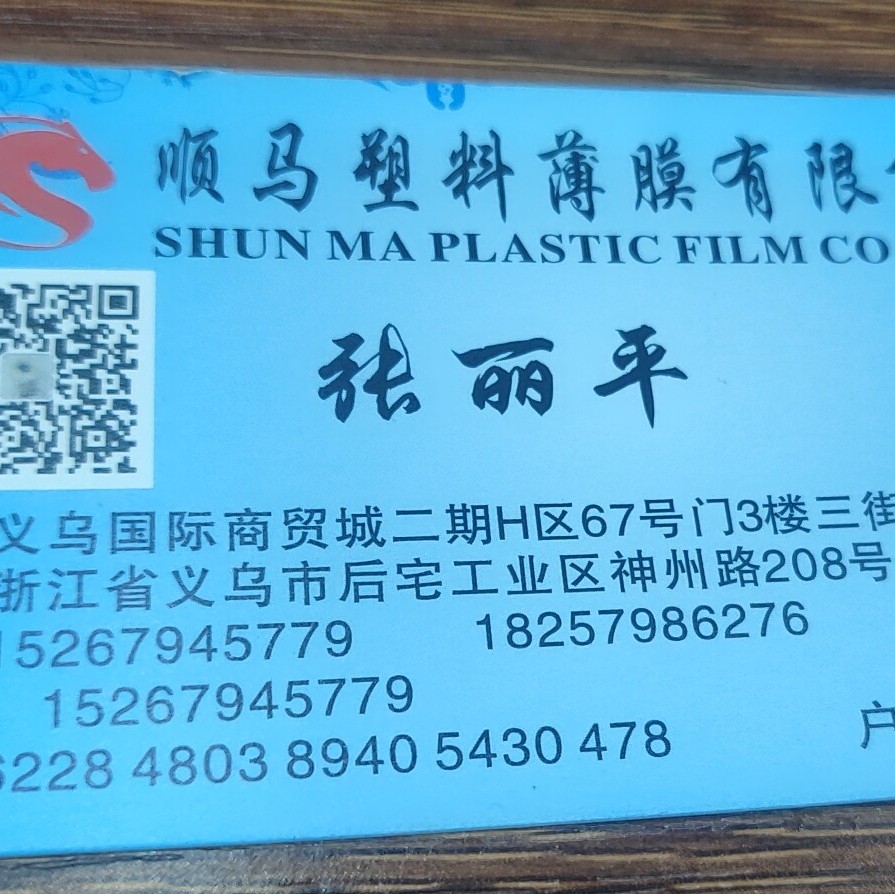 顺马塑料薄膜有限
SHUN MA PLASTIC FILM CO
张丽平
义乌国际商贸城二期H区67号门3楼三街
浙江省义乌市后宅工业区神州路208号
15267945779 18257986276
15267945779
6228 4803 8940 5430 478 户